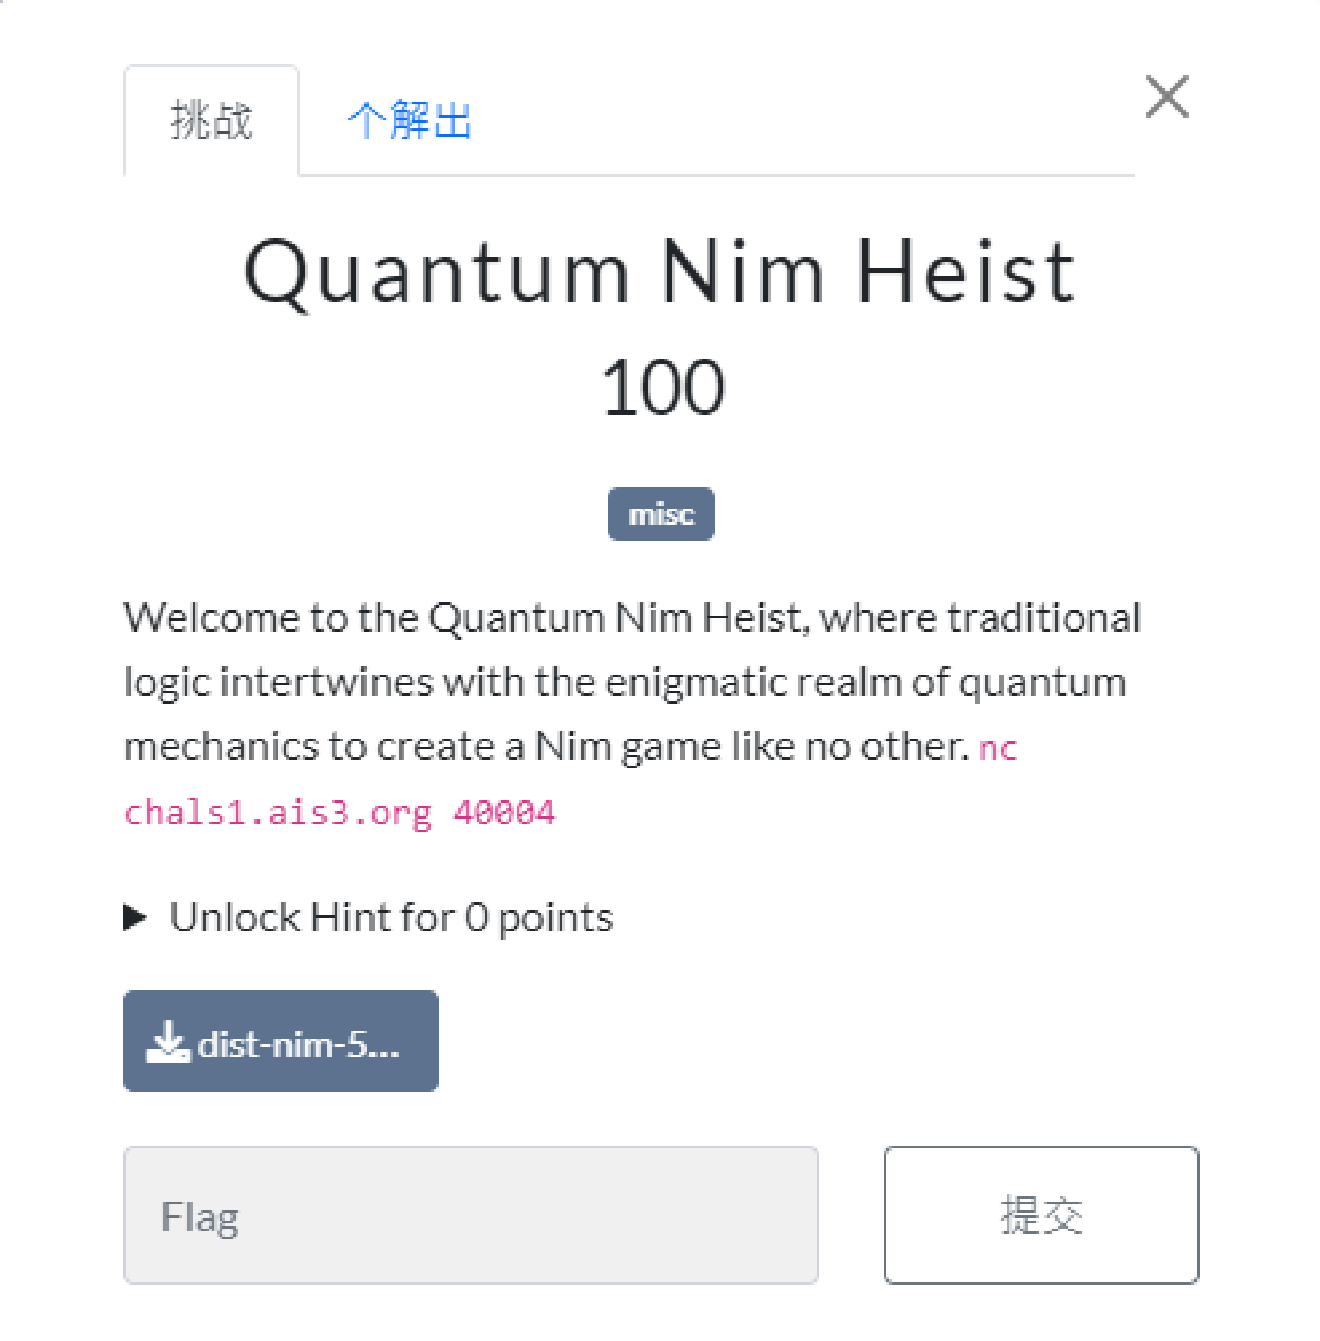 挑战
个解出
Quantum Nim Heist
100
misc
Welcome to the Quantum Nim Heist, where traditional
logic intertwines with the enigmatic realm of quantum
mechanics to create a Nim game like no other. nc
chals1.ais3.org 40004
Unlock Hint for 0 points
dist-nim-5...
Flag
提交